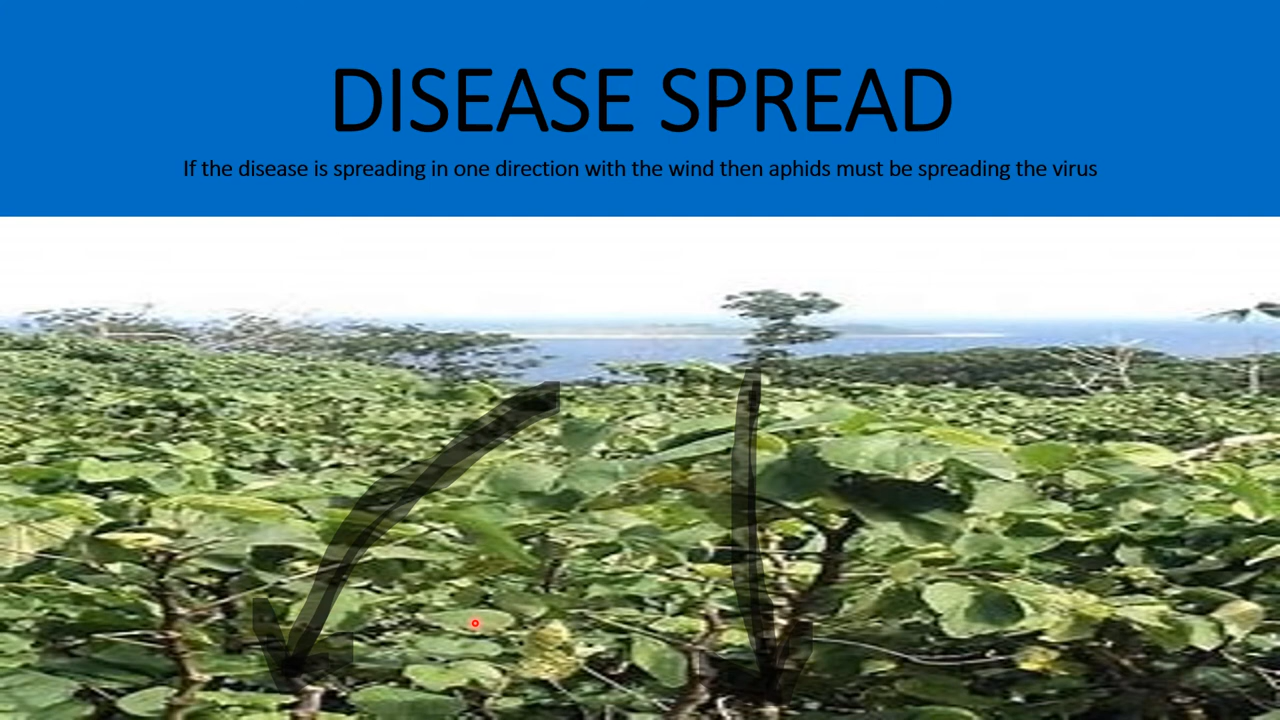 DISEASE SPREAD
If the disease is spreading in one direction with the wind then aphids must be spreading the virus